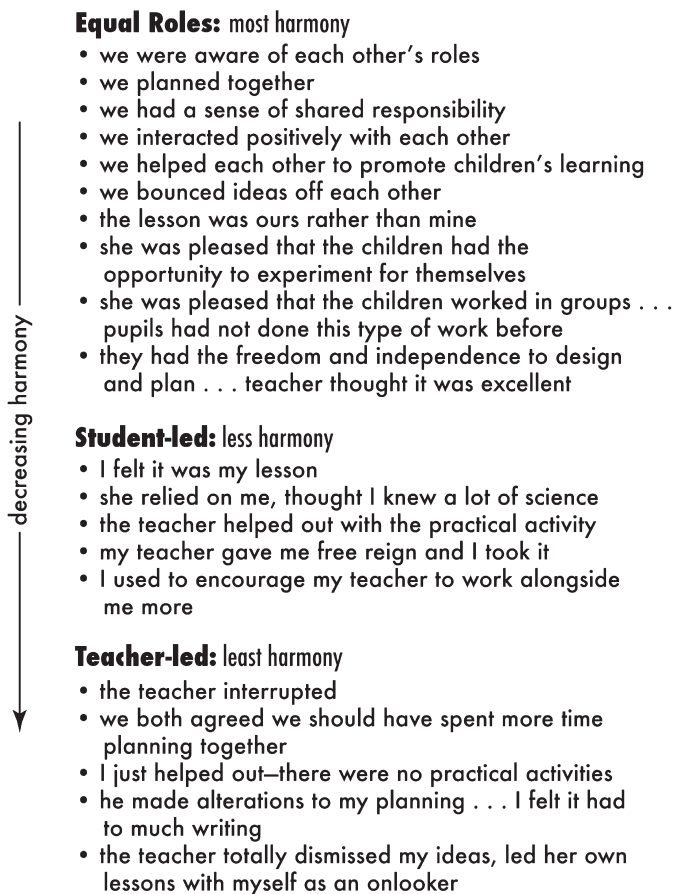 Equal Roles: most harmony
• we were aware of each other's roles
• we planned together
• we had a sense of shared responsibility
• we interacted positively with each other
• we helped each other to promote children's learning
• we bounced ideas off each other
• the lesson was ours rather than mine
• she was pleased that the children had the
opportunity to experiment for themselves
• she was pleased that the children worked in groups . . .
pupils had not done this type of work before
• they had the freedom and independence to design
and plan . . . teacher thought it was excellent
decreasing harmony
Student-led: less harmony
• I felt it was my lesson
• she relied on me, thought I knew a lot of science
• the teacher helped out with the practical activity
• my teacher gave me free reign and I took it
• I used to encourage my teacher to work alongside
me more
Teacher-led: least harmony
• the teacher interrupted
• we both agreed we should have spent more time
planning together
• I just helped out—there were no practical activities
• he made alterations to my planning . . . I felt it had
to much writing
• the teacher totally dismissed my ideas, led her own
lessons with myself as an onlooker